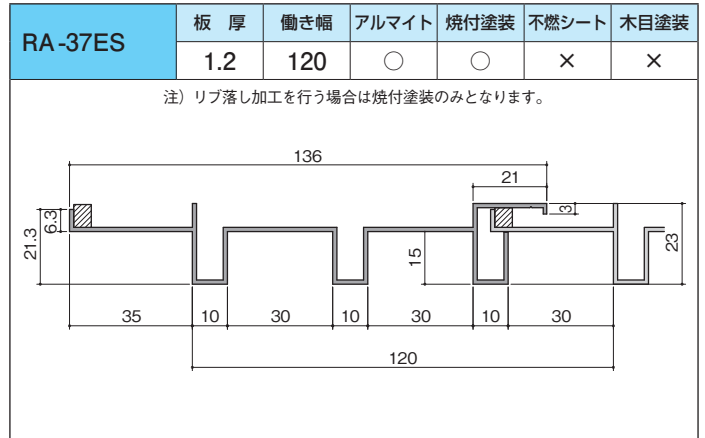 RA-37ES
板 厚 働き幅 アルマイト 焼付塗装 不燃シート 木目塗装
1.2 120 ○ ○ × ×
注）リブ落し加工を行う場合は焼付塗装のみとなります。
136
21
3
6.3
21.3
15
23
35 10 30 10 30 10 30
120